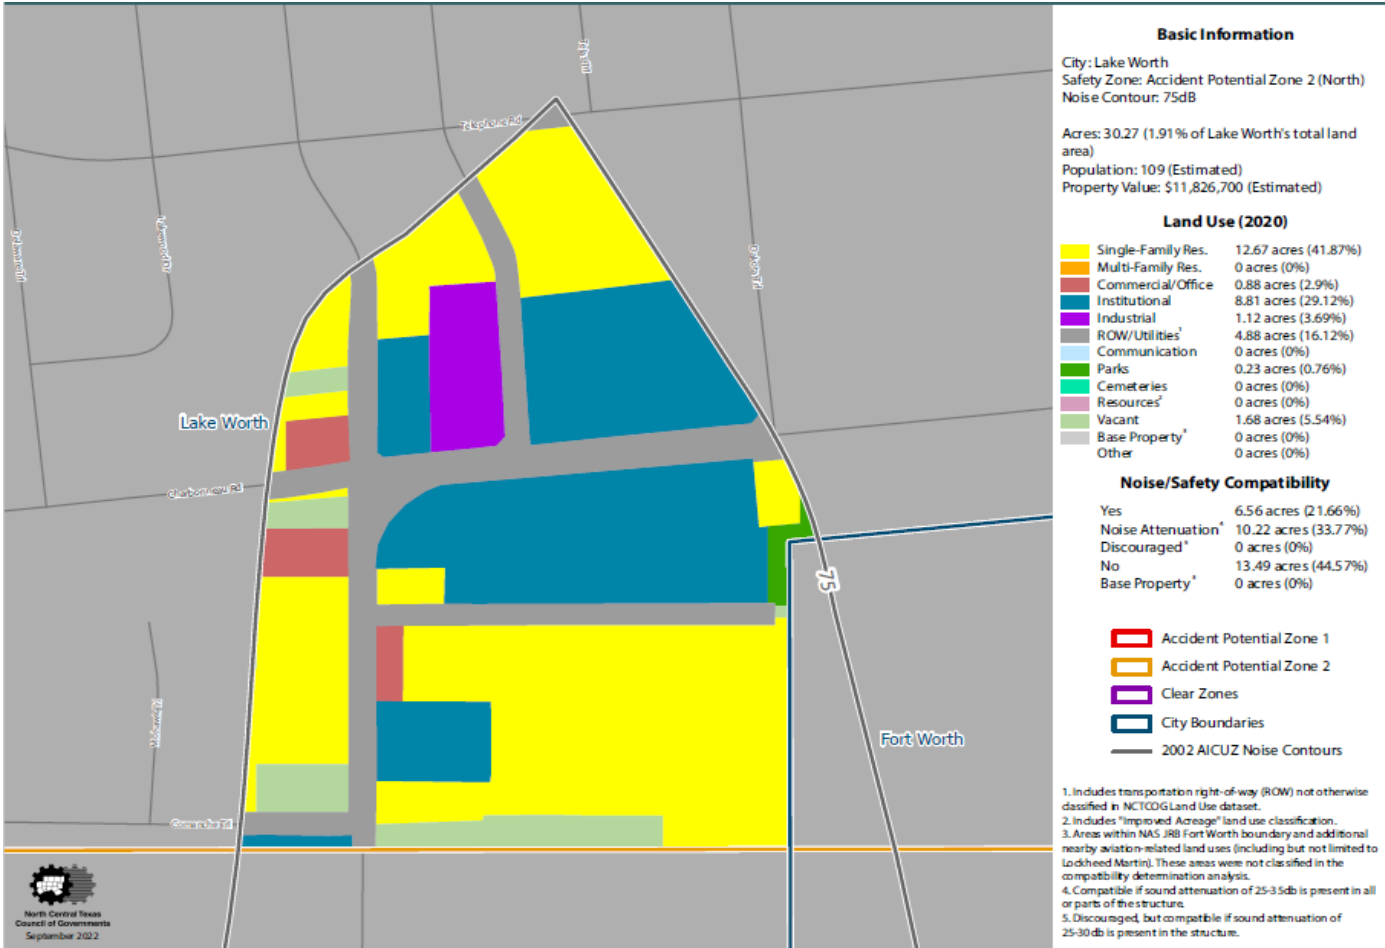 Telephone Rd
Lake Worth
Charbonneau Rd
75
Fort Worth
Comanche Trl
North Central Texas
Council of Governments
September 2022
Basic Information
City: Lake Worth
Safety Zone: Accident Potential Zone 2 (North)
Noise Contour: 75dB
Acres: 30.27 (1.91% of Lake Worth's total land
area)
Population: 109 (Estimated)
Property Value: $11,826,700 (Estimated)
Land Use (2020)
Single-Family Res. 12.67 acres (41.87%)
Multi-Family Res. 0 acres (0%)
Commercial/Office 0.88 acres (2.9%)
Institutional 8.81 acres (29.12%)
Industrial 1.12 acres (3.69%)
ROW/Utilities¹ 4.88 acres (16.12%)
Communication 0 acres (0%)
Parks 0.23 acres (0.76%)
Cemeteries 0 acres (0%)
Resources² 0 acres (0%)
Vacant 1.68 acres (5.54%)
Base Property³ 0 acres (0%)
Other 0 acres (0%)
Noise/Safety Compatibility
Yes 6.56 acres (21.66%)
Noise Attenuation⁴ 10.22 acres (33.77%)
Discouraged⁵ 0 acres (0%)
No 13.49 acres (44.57%)
Base Property³ 0 acres (0%)
Accident Potential Zone 1
Accident Potential Zone 2
Clear Zones
City Boundaries
2002 AICUZ Noise Contours
1. Includes transportation right-of-way (ROW) not otherwise
classified in NCTCOG Land Use dataset.
2. Includes "Improved Acreage" land use classification.
3. Areas within NAS JRB Fort Worth boundary and additional
nearby aviation-related land uses (including but not limited to
Lockheed Martin). These areas were not classified in the
compatibility determination analysis.
4. Compatible if sound attenuation of 25-35db is present in all
or parts of the structure.
5. Discouraged, but compatible if sound attenuation of
25-30db is present in the structure.